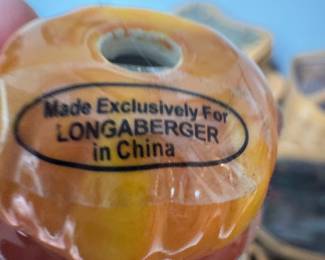 Made Exclusively For
LONGABERGER
in China